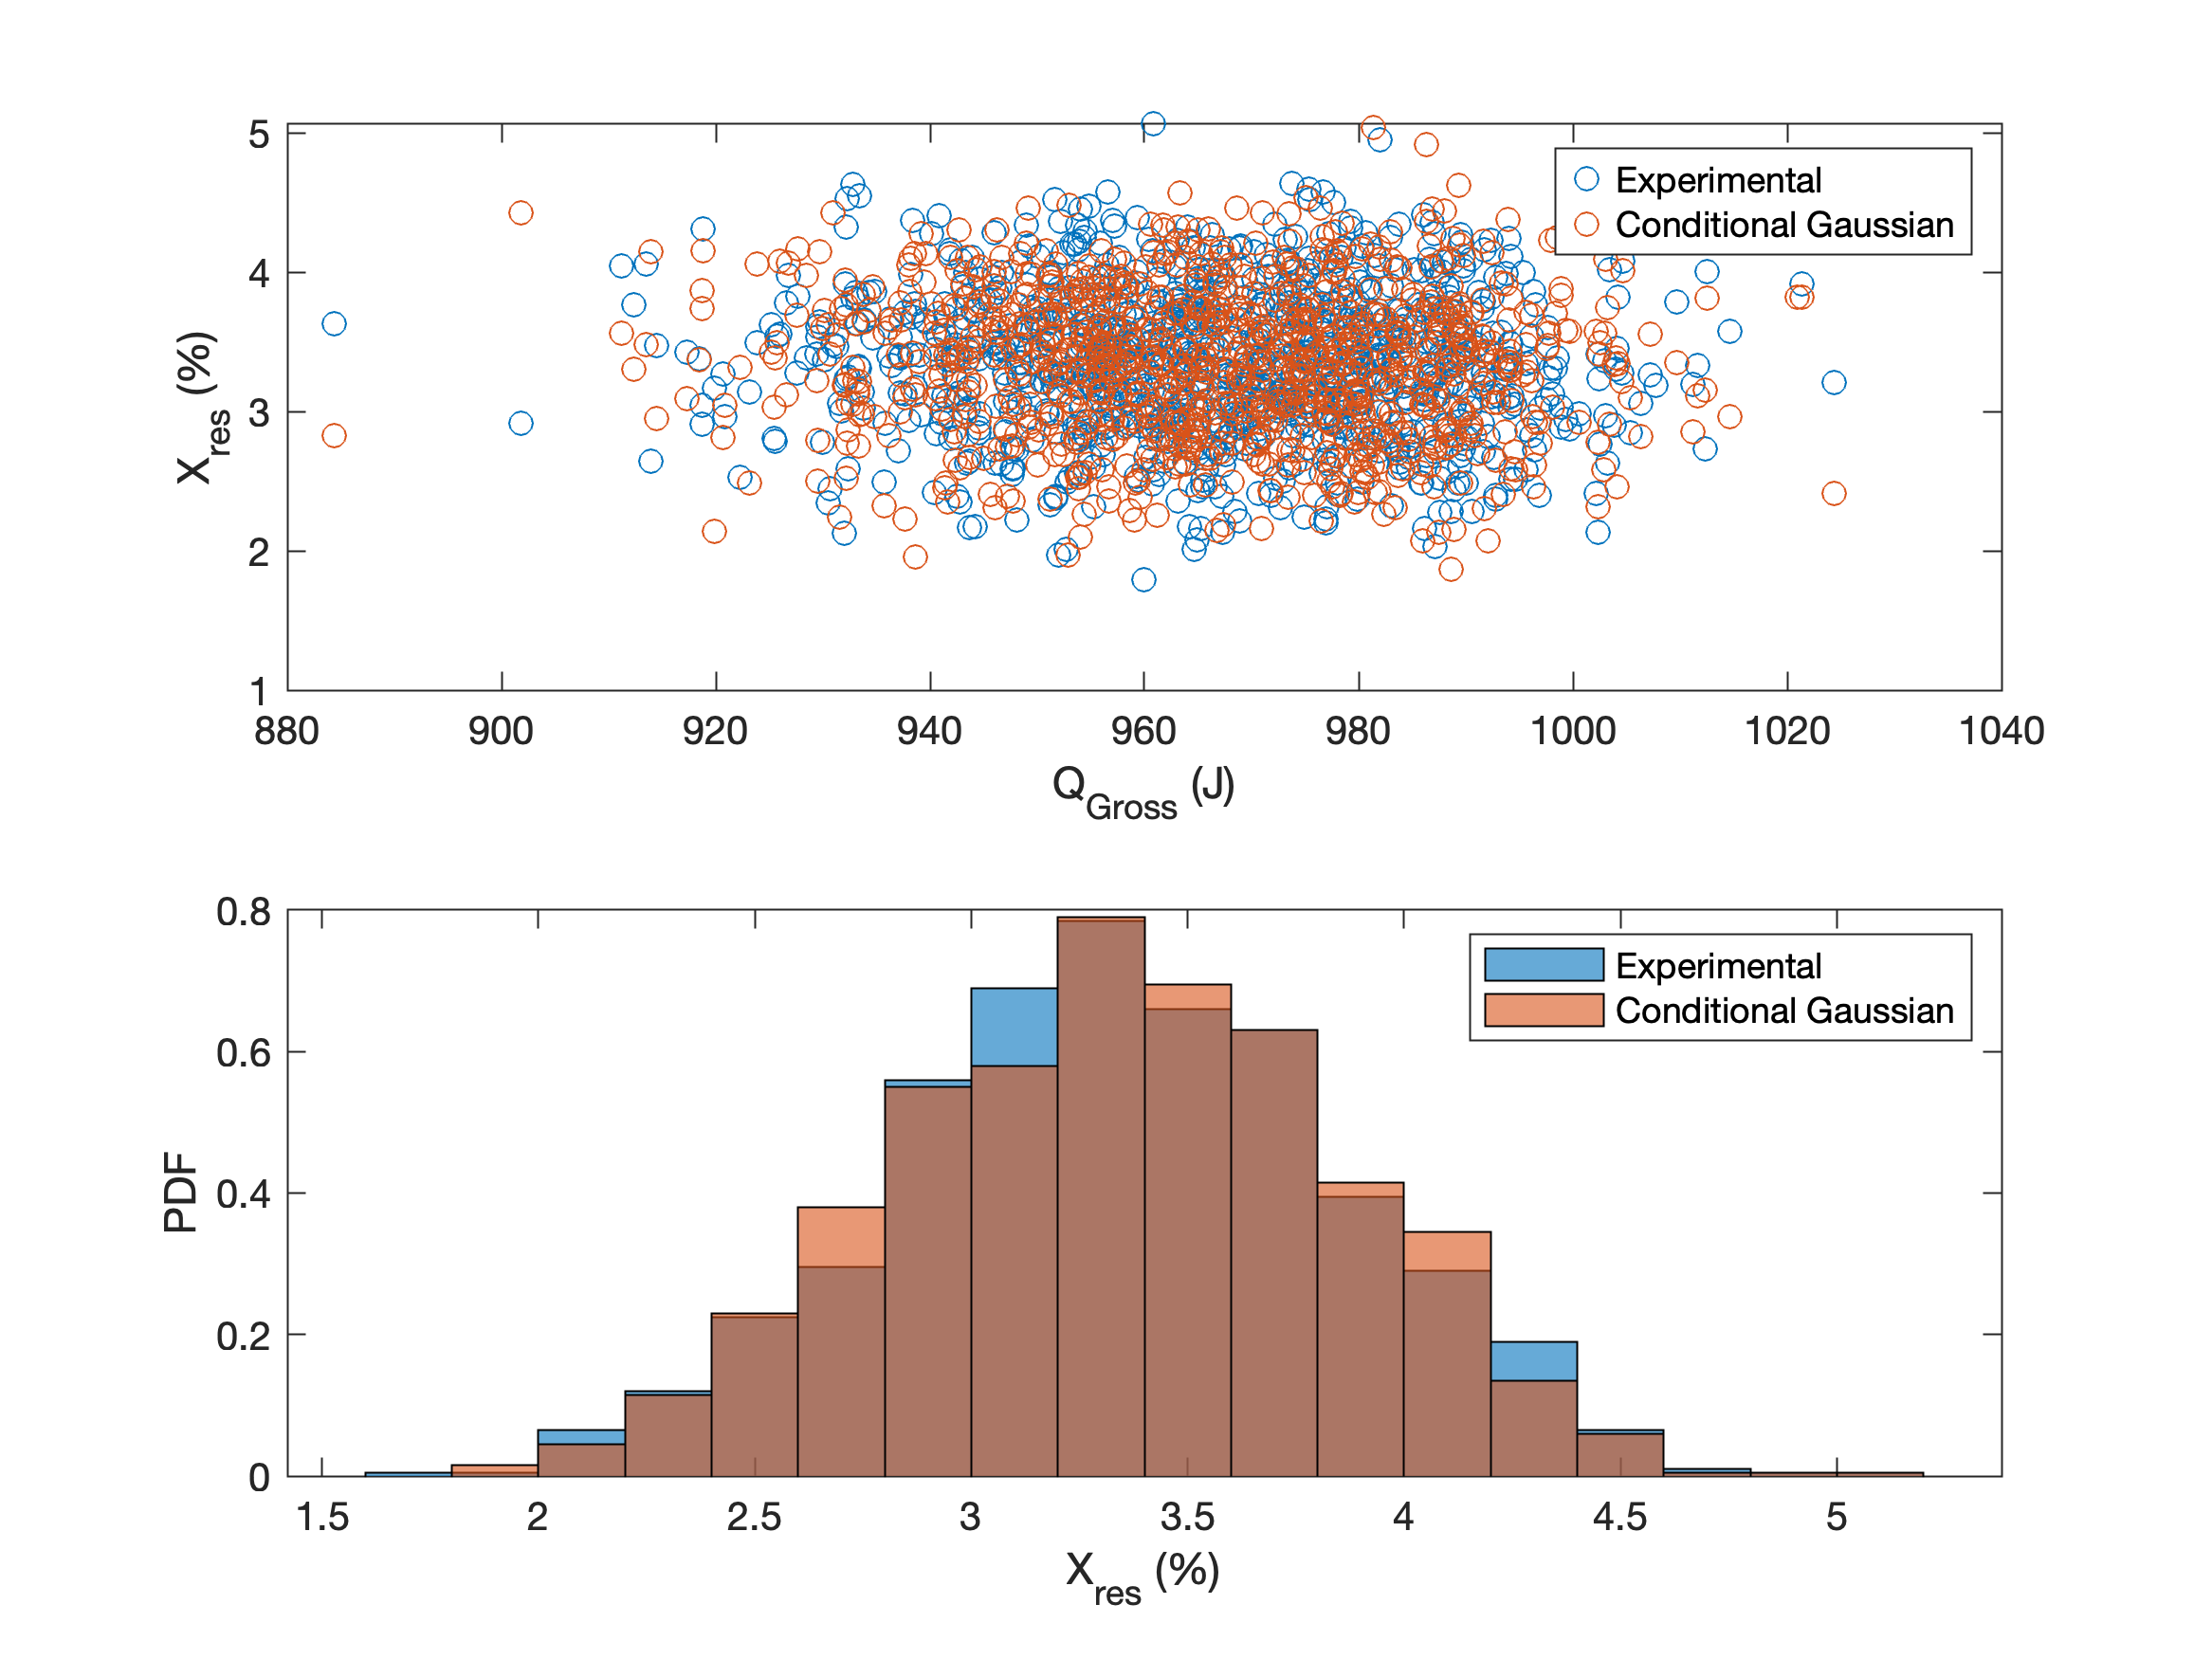 5
4
3
2
1
X_res (%)
880 900 920 940 960 980 1000 1020 1040
Q_Gross (J)
Experimental
Conditional Gaussian
0.8
0.6
0.4
0.2
0
PDF
Experimental
Conditional Gaussian
1.5 2 2.5 3 3.5 4 4.5 5
X_res (%)